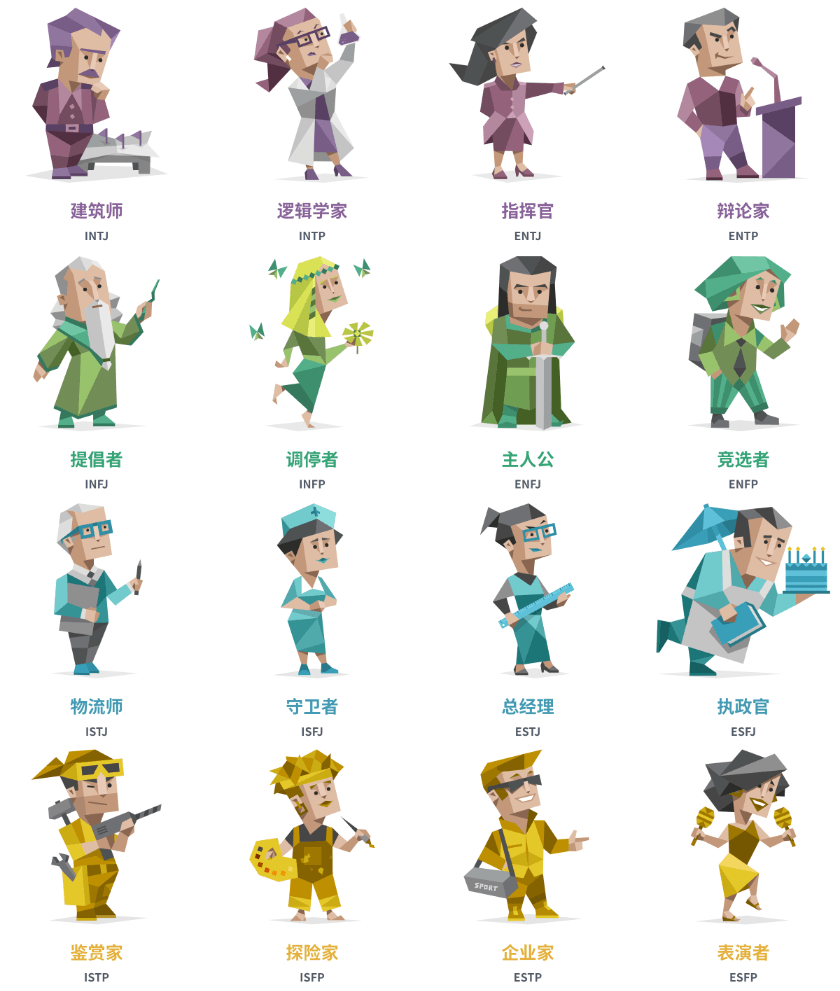 建筑师
INTJ
逻辑学家
INTP
指挥官
ENTJ
辩论家
ENTP
提倡者
INFJ
调停者
INFP
主人公
ENFJ
竞选者
ENFP
物流师
ISTJ
守卫者
ISFJ
总经理
ESTJ
执政官
ESFJ
SPORT
鉴赏家
ISTP
探险家
ISFP
企业家
ESTP
表演者
ESFP